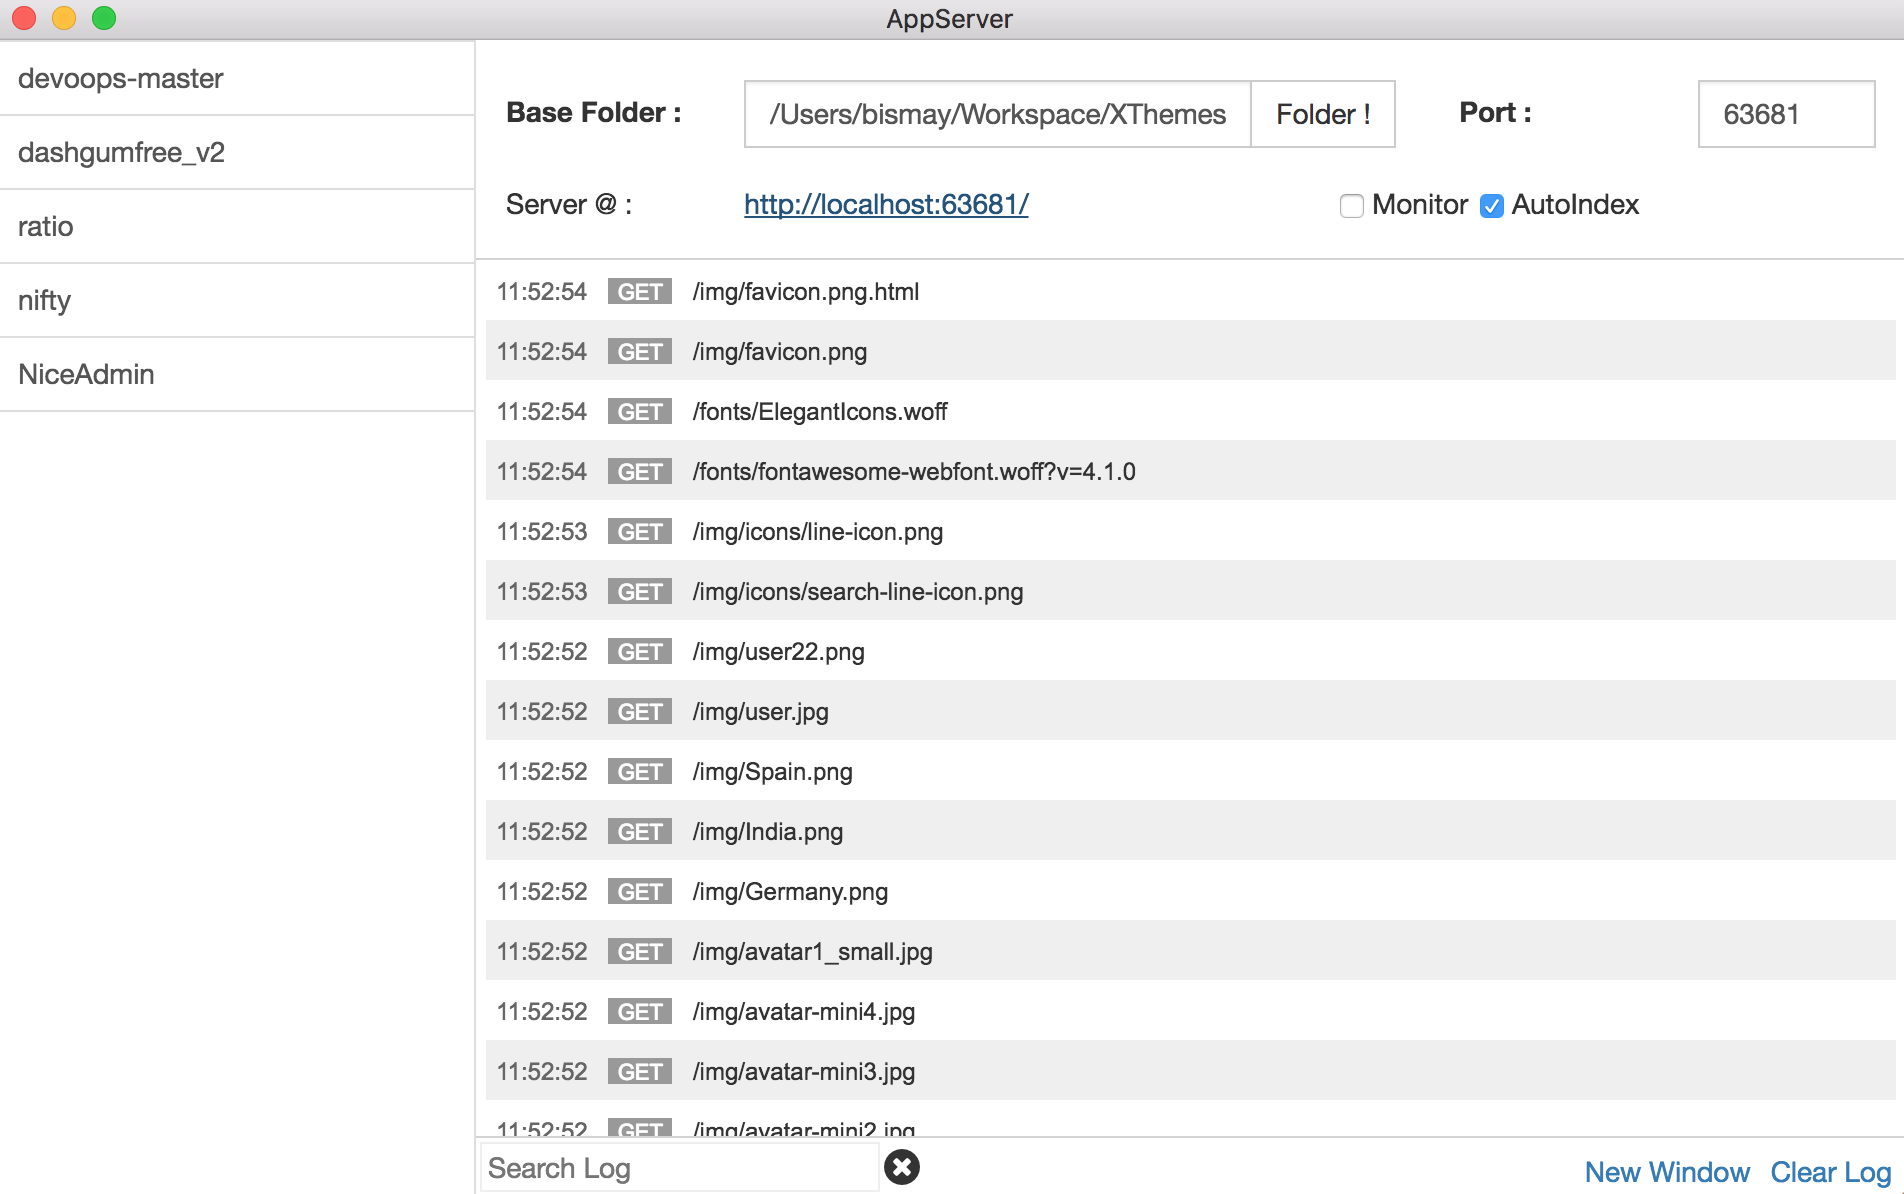 AppServer
devoops-master
dashgumfree_v2
ratio
nifty
NiceAdmin
Base Folder : /Users/bismay/Workspace/XThemes Folder ! Port : 63681
Server @ : http://localhost:63681/ Monitor AutoIndex
11:52:54 GET /img/favicon.png.html
11:52:54 GET /img/favicon.png
11:52:54 GET /fonts/ElegantIcons.woff
11:52:54 GET /fonts/fontawesome-webfont.woff?v=4.1.0
11:52:53 GET /img/icons/line-icon.png
11:52:53 GET /img/icons/search-line-icon.png
11:52:52 GET /img/user22.png
11:52:52 GET /img/user.jpg
11:52:52 GET /img/Spain.png
11:52:52 GET /img/India.png
11:52:52 GET /img/Germany.png
11:52:52 GET /img/avatar1_small.jpg
11:52:52 GET /img/avatar-mini4.jpg
11:52:52 GET /img/avatar-mini3.jpg
11:52:52 GET /img/avatar-mini2.jpg
Search Log New Window Clear Log